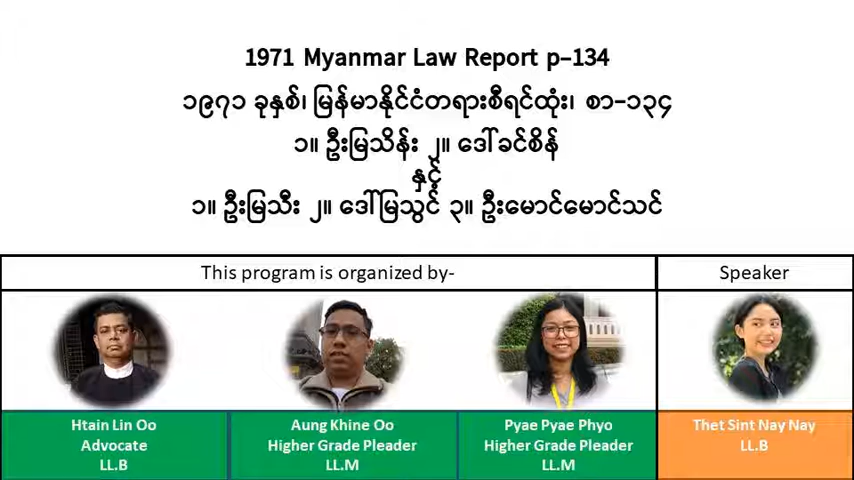 1971 Myanmar Law Report p-134
၁၉၇၁ ခုနှစ်၊ မြန်မာနိုင်ငံတရားစီရင်ထုံး၊ စာ-၁၃၄
၁။ ဦးမြသိန်း ၂။ ဒေါ်ခင်စိန်
နှင့်
၁။ ဦးမြသီး ၂။ ဒေါ်မြသွင် ၃။ ဦးမောင်မောင်သင်
This program is organized by-
Speaker
Htain Lin Oo
Advocate
LL.B
Aung Khine Oo
Higher Grade Pleader
LL.M
Pyae Pyae Phyo
Higher Grade Pleader
LL.M
Thet Sint Nay Nay
LL.B